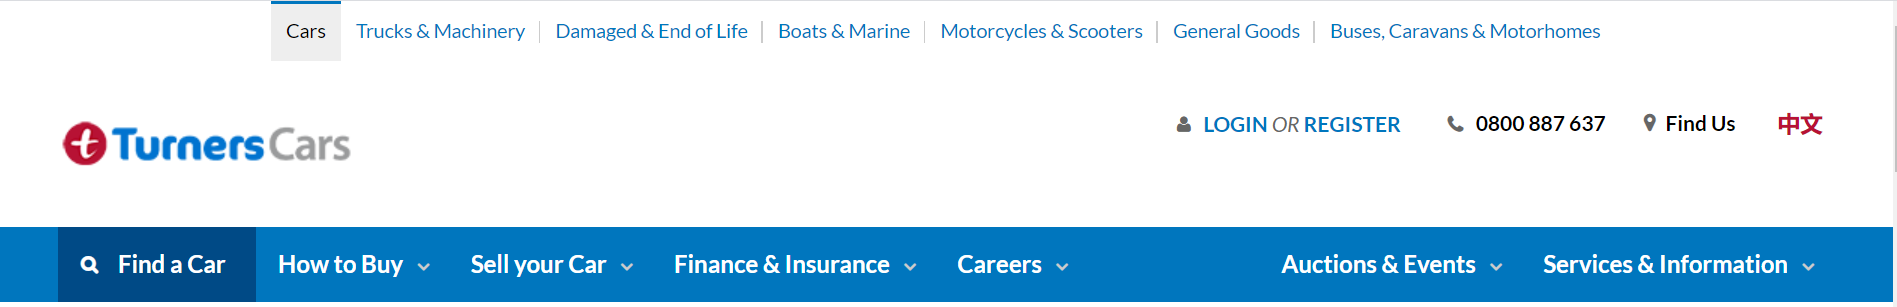 Cars Trucks & Machinery Damaged & End of Life Boats & Marine Motorcycles & Scooters General Goods Buses, Caravans & Motorhomes
LOGIN OR REGISTER 0800 887 637 Find Us 中文
t Turners Cars
Find a Car How to Buy Sell your Car Finance & Insurance Careers Auctions & Events Services & Information